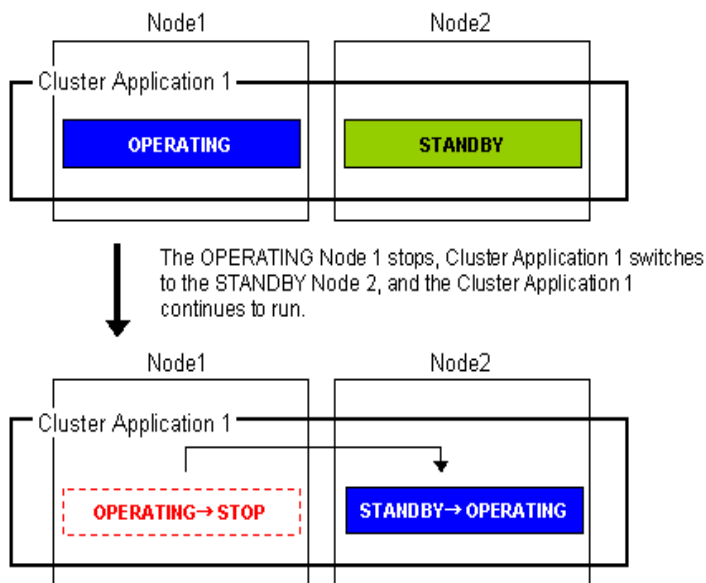 Node1 Node2
Cluster Application 1
OPERATING STANDBY
The OPERATING Node 1 stops, Cluster Application 1 switches
to the STANDBY Node 2, and the Cluster Application 1
continues to run.
Node1 Node2
Cluster Application 1
OPERATING→STOP STANDBY→OPERATING